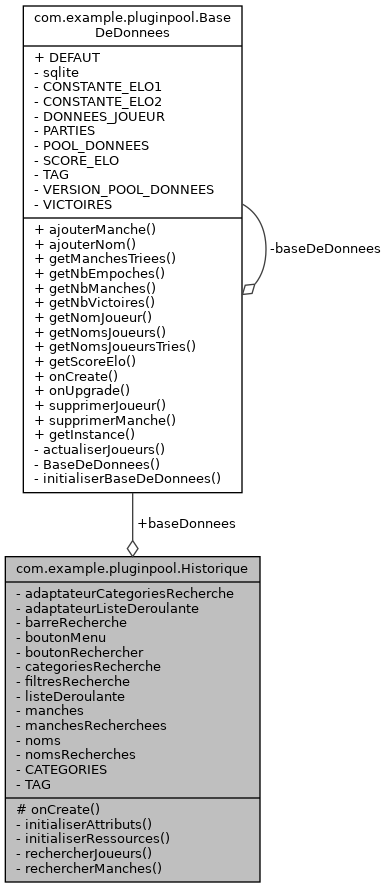 com.example.pluginpool.Base
DeDonnees
+ DEFAUT
- sqlite
- CONSTANTE_ELO1
- CONSTANTE_ELO2
- DONNEES_JOUEUR
- PARTIES
- POOL_DONNEES
- SCORE_ELO
- TAG
- VERSION_POOL_DONNEES
- VICTOIRES
+ ajouterManche()
+ ajouterNom()
+ getManchesTriees()
+ getNbEmpoches()
+ getNbManches()
+ getNbVictoires()
+ getNomJoueur()
+ getNomsJoueurs()
+ getNomsJoueursTries()
+ getScoreElo()
+ onCreate()
+ onUpgrade()
+ supprimerJoueur()
+ supprimerManche()
+ getInstance()
- actualiserJoueurs()
- BaseDeDonnees()
- initialiserBaseDeDonnees()
-baseDeDonnees
+baseDonnees
com.example.pluginpool.Historique
- adaptateurCategoriesRecherche
- adaptateurListeDeroulante
- barreRecherche
- boutonMenu
- boutonRechercher
- categoriesRecherche
- filtresRecherche
- listeDeroulante
- manches
- manchesRecherchees
- noms
- nomsRecherches
- CATEGORIES
- TAG
# onCreate()
- initialiserAttributs()
- initialiserRessources()
- rechercherJoueurs()
- rechercherManches()